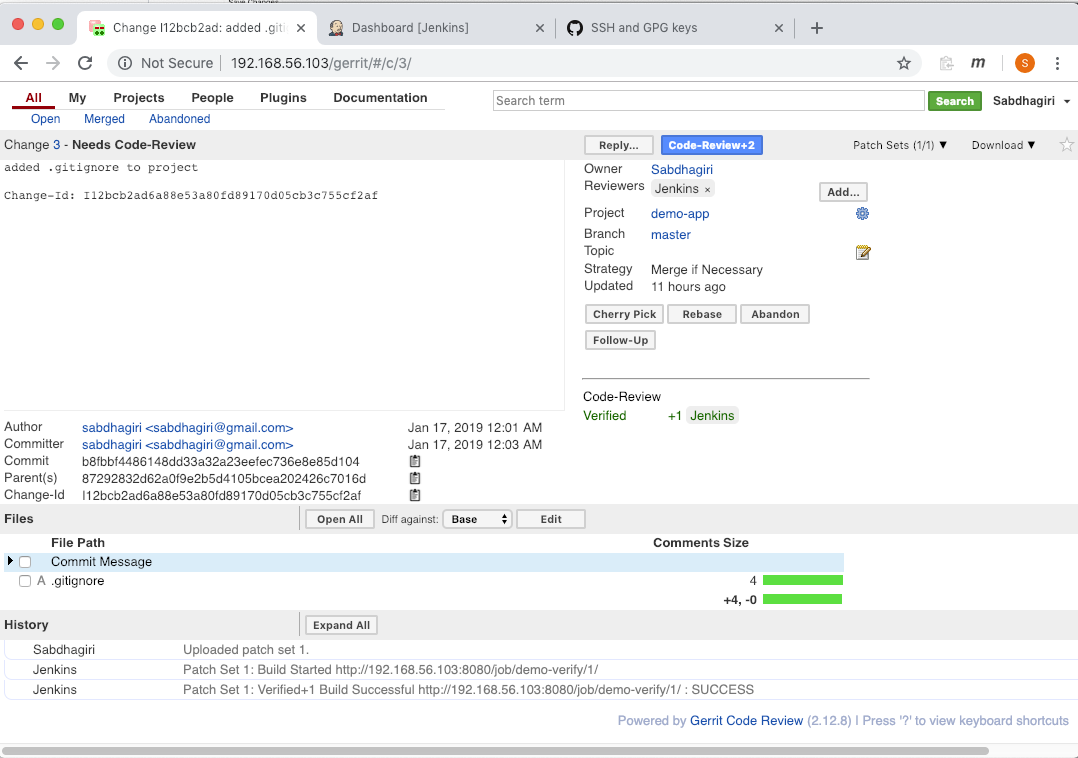 Change I12bcb2ad: added .giti
Dashboard [Jenkins]
SSH and GPG keys
Not Secure 192.168.56.103/gerrit/#/c/3/
m
S
All My Projects People Plugins Documentation
Search term
Search
Sabdhagiri
Open Merged Abandoned
Change 3 - Needs Code-Review
Reply...
Code-Review+2
Patch Sets (1/1) ▼
Download ▼
added .gitignore to project
Change-Id: I12bcb2ad6a88e53a80fd89170d05cb3c755cf2af
Owner Sabdhagiri
Reviewers Jenkins ×
Add...
Project demo-app
Branch master
Topic
Strategy Merge if Necessary
Updated 11 hours ago
Cherry Pick Rebase Abandon
Follow-Up
Code-Review
Verified +1 Jenkins
Author sabdhagiri <sabdhagiri@gmail.com> Jan 17, 2019 12:01 AM
Committer sabdhagiri <sabdhagiri@gmail.com> Jan 17, 2019 12:03 AM
Commit b8fbbf4486148dd33a32a23eefec736e8e85d104
Parent(s) 87292832d62a0f9e2b5d4105bcea202426c7016d
Change-Id I12bcb2ad6a88e53a80fd89170d05cb3c755cf2af
Files Open All Diff against: Base Edit
File Path Comments Size
Commit Message
A .gitignore 4
+4, -0
History Expand All
Sabdhagiri Uploaded patch set 1.
Jenkins Patch Set 1: Build Started http://192.168.56.103:8080/job/demo-verify/1/
Jenkins Patch Set 1: Verified+1 Build Successful http://192.168.56.103:8080/job/demo-verify/1/ : SUCCESS
Powered by Gerrit Code Review (2.12.8) | Press '?' to view keyboard shortcuts